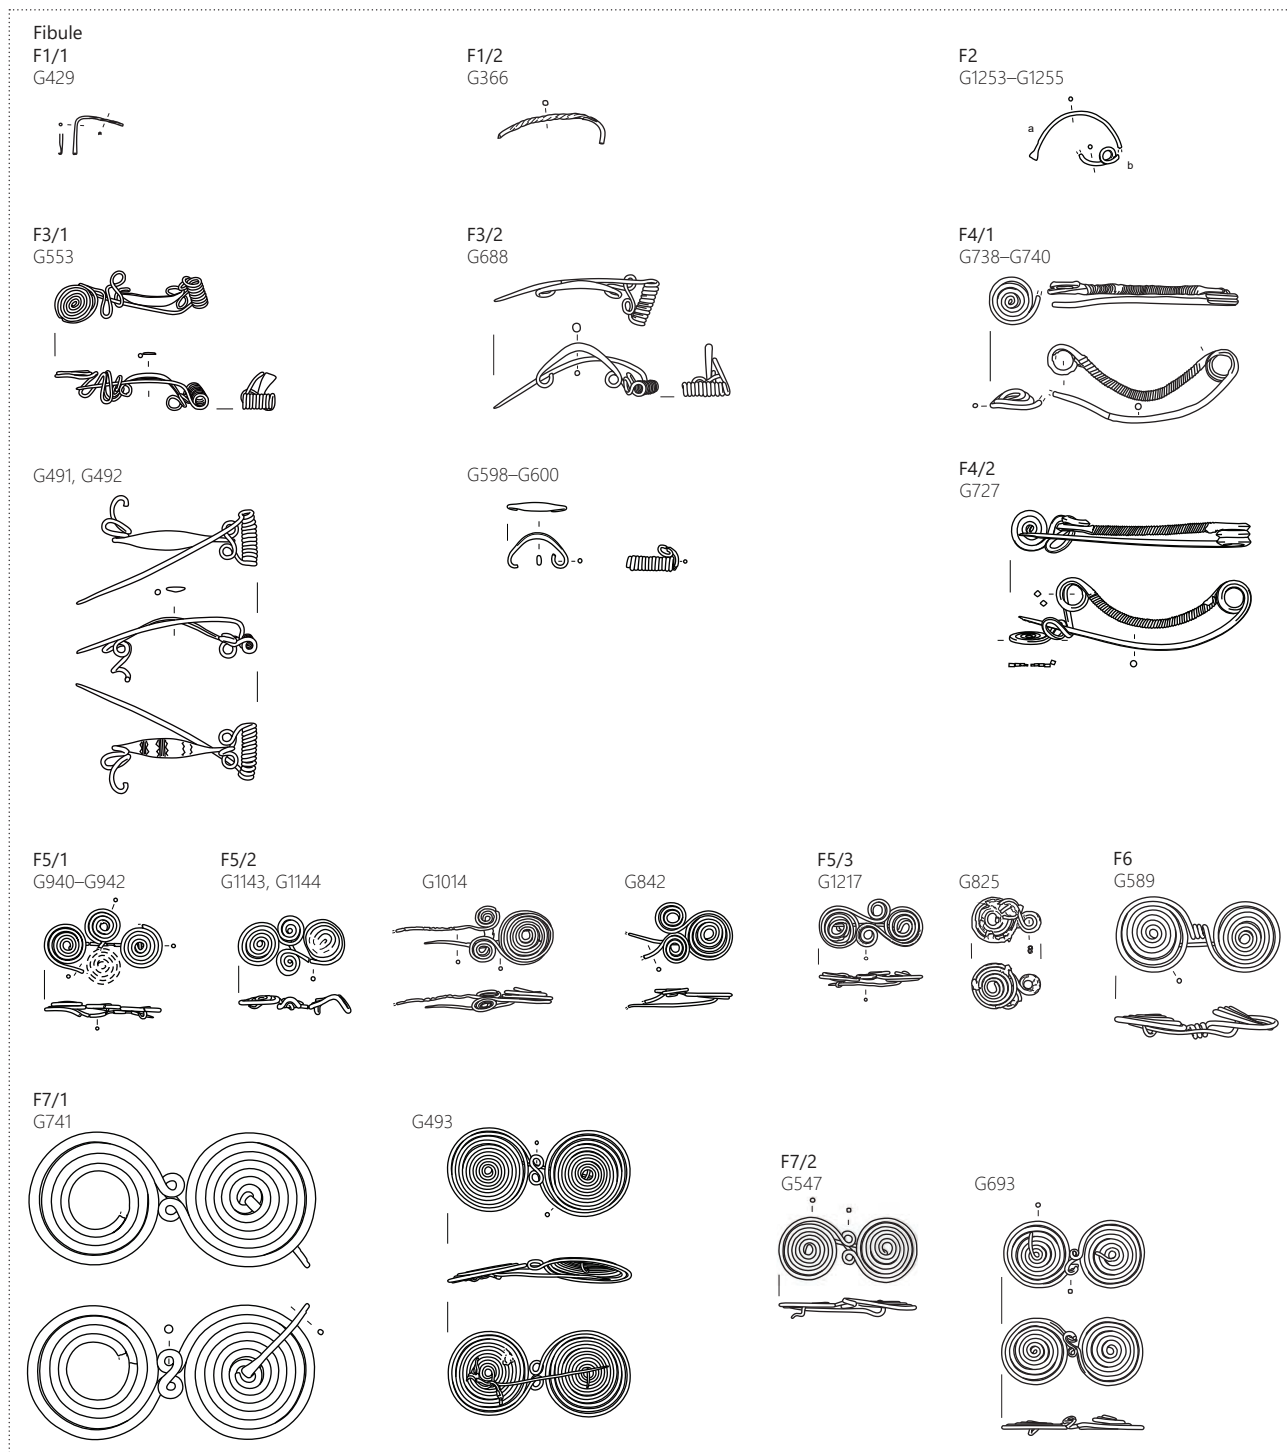 Fibule
F1/1
G429
F1/2
G366
F2
G1253–G1255
a
b
F3/1
G553
F3/2
G688
F4/1
G738–G740
G491, G492
G598–G600
F4/2
G727
F5/1
G940–G942
F5/2
G1143, G1144
G1014
G842
F5/3
G1217
G825
F6
G589
F7/1
G741
G493
F7/2
G547
G693